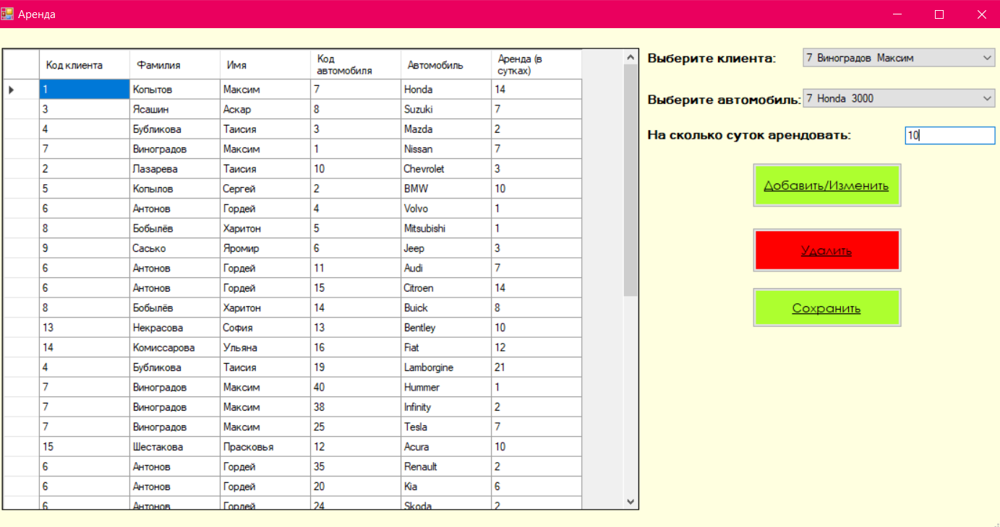 Аренда
Код клиента Фамилия Имя Код автомобиля Автомобиль Аренда (в сутках)
1 Копытов Максим 7 Honda 14
3 Ясашин Аскар 8 Suzuki 7
4 Бубликова Таисия 3 Mazda 2
7 Виноградов Максим 1 Nissan 7
2 Лазарева Таисия 10 Chevrolet 3
5 Копылов Сергей 2 BMW 10
6 Антонов Гордей 4 Volvo 1
8 Бобылёв Харитон 5 Mitsubishi 1
9 Сасько Яромир 6 Jeep 3
6 Антонов Гордей 11 Audi 7
6 Антонов Гордей 15 Citroen 14
8 Бобылёв Харитон 14 Buick 8
13 Некрасова София 13 Bentley 10
14 Комиссарова Ульяна 16 Fiat 12
4 Бубликова Таисия 19 Lamborgine 21
7 Виноградов Максим 40 Hummer 1
7 Виноградов Максим 38 Infinity 2
7 Виноградов Максим 25 Tesla 7
15 Шестакова Прасковья 12 Acura 10
6 Антонов Гордей 35 Renault 2
6 Антонов Гордей 20 Kia 6
6 Антонов Гордей 24 Skoda 2
Выберите клиента: 7 Виноградов Максим
Выберите автомобиль: 7 Honda 3000
На сколько суток арендовать: 10
Добавить/Изменить
Удалить
Сохранить